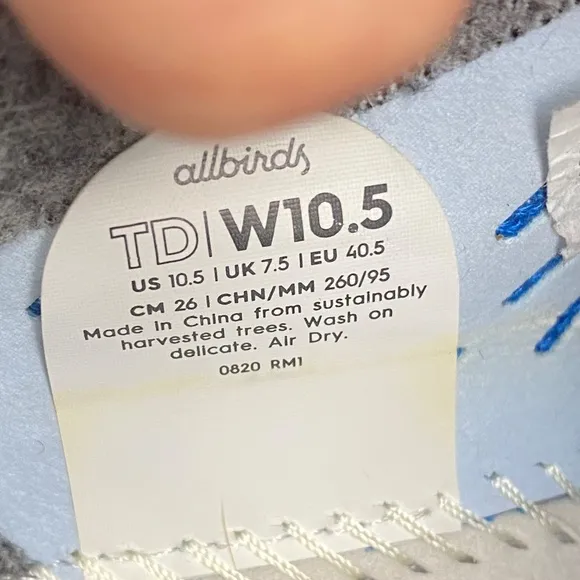 allbirds
TD | W10.5
US 10.5 | UK 7.5 | EU 40.5
CM 26 | CHN/MM 260/95
Made In China from sustainably
harvested trees. Wash on
delicate. Air Dry.
0820 RM1